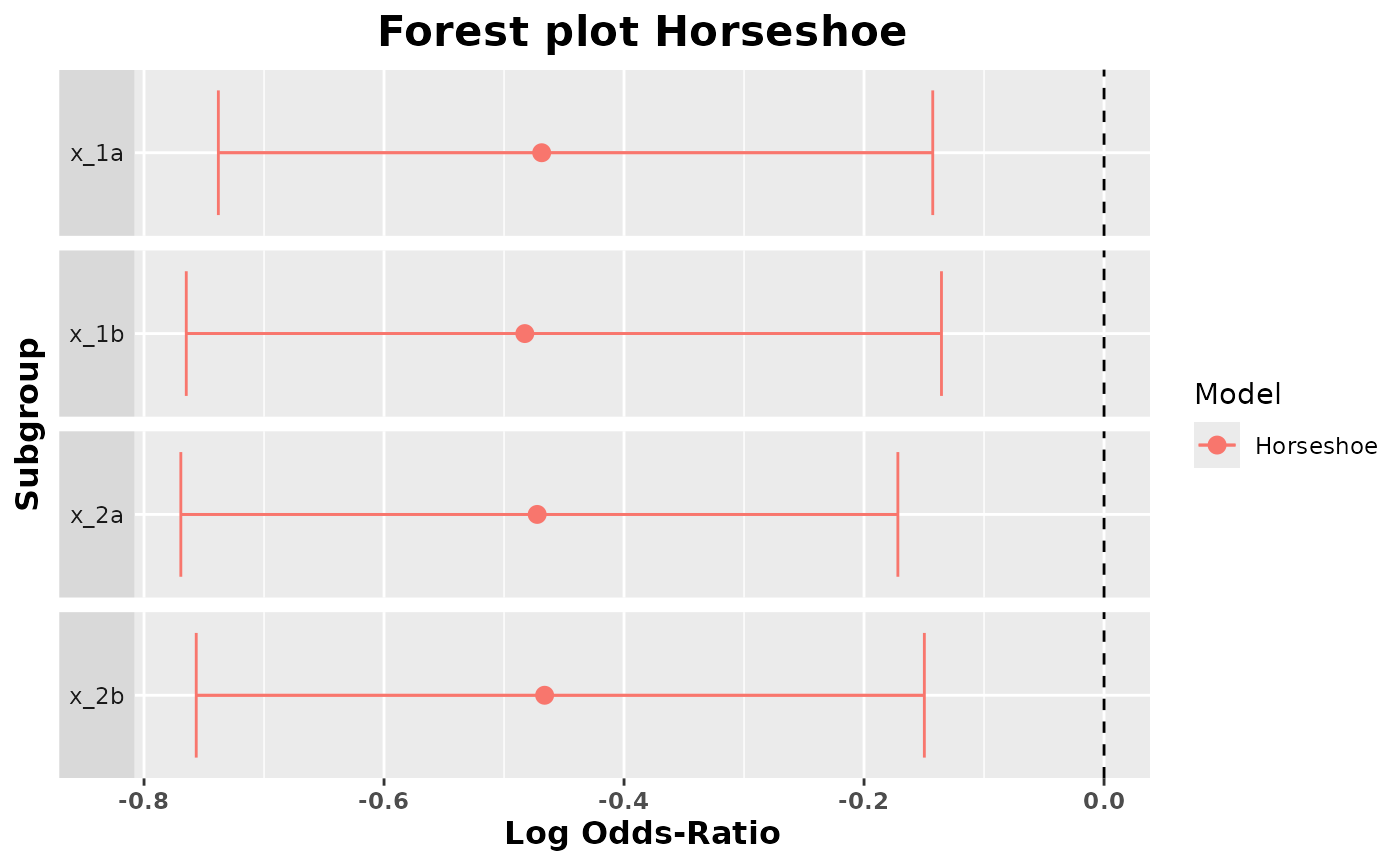 Forest plot Horseshoe
Subgroup
x_1a
x_1b
x_2a
x_2b
-0.8 -0.6 -0.4 -0.2 0.0
Log Odds-Ratio
Model
Horseshoe